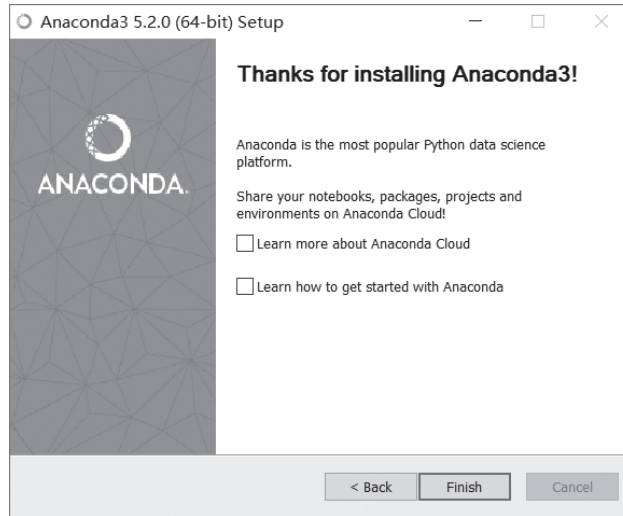 Anaconda3 5.2.0 (64-bit) Setup
ANACONDA.
Thanks for installing Anaconda3!
Anaconda is the most popular Python data science
platform.
Share your notebooks, packages, projects and
environments on Anaconda Cloud!
Learn more about Anaconda Cloud
Learn how to get started with Anaconda
< Back
Finish
Cancel